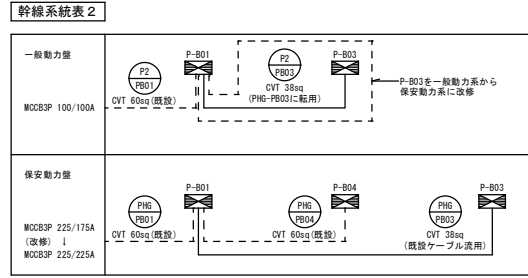 幹線系統表２
一般動力盤
MCCB3P 100/100A
P2
PB01
CVT 60sq(既設)
P-B01
P2
PB03
CVT 38sq
(PHG-PB03に転用)
P-B03
P-B03を一般動力系から
保安動力系に改修
保安動力盤
MCCB3P 225/175A
(改修) ↓
MCCB3P 225/225A
PHG
PB01
CVT 60sq(既設)
P-B01
PHG
PB04
CVT 60sq(既設)
P-B04
PHG
PB03
CVT 38sq
(既設ケーブル流用)
P-B03